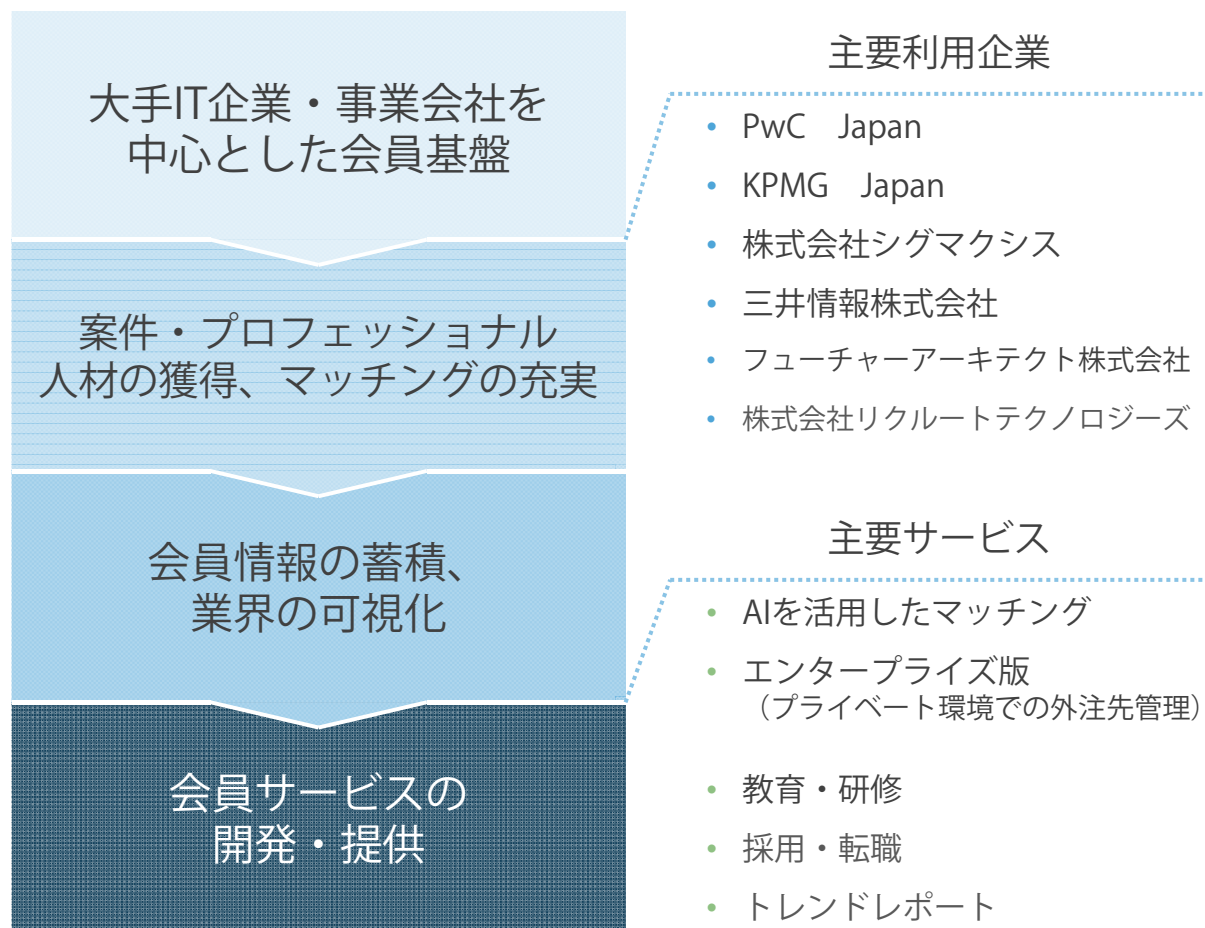 大手IT企業・事業会社を
中心とした会員基盤
案件・プロフェッショナル
人材の獲得、マッチングの充実
会員情報の蓄積、
業界の可視化
会員サービスの
開発・提供
主要利用企業
• PwC　Japan
• KPMG　Japan
• 株式会社シグマクシス
• 三井情報株式会社
• フューチャーアーキテクト株式会社
• 株式会社リクルートテクノロジーズ
主要サービス
• AIを活用したマッチング
• エンタープライズ版
（プライベート環境での外注先管理）
• 教育・研修
• 採用・転職
• トレンドレポート